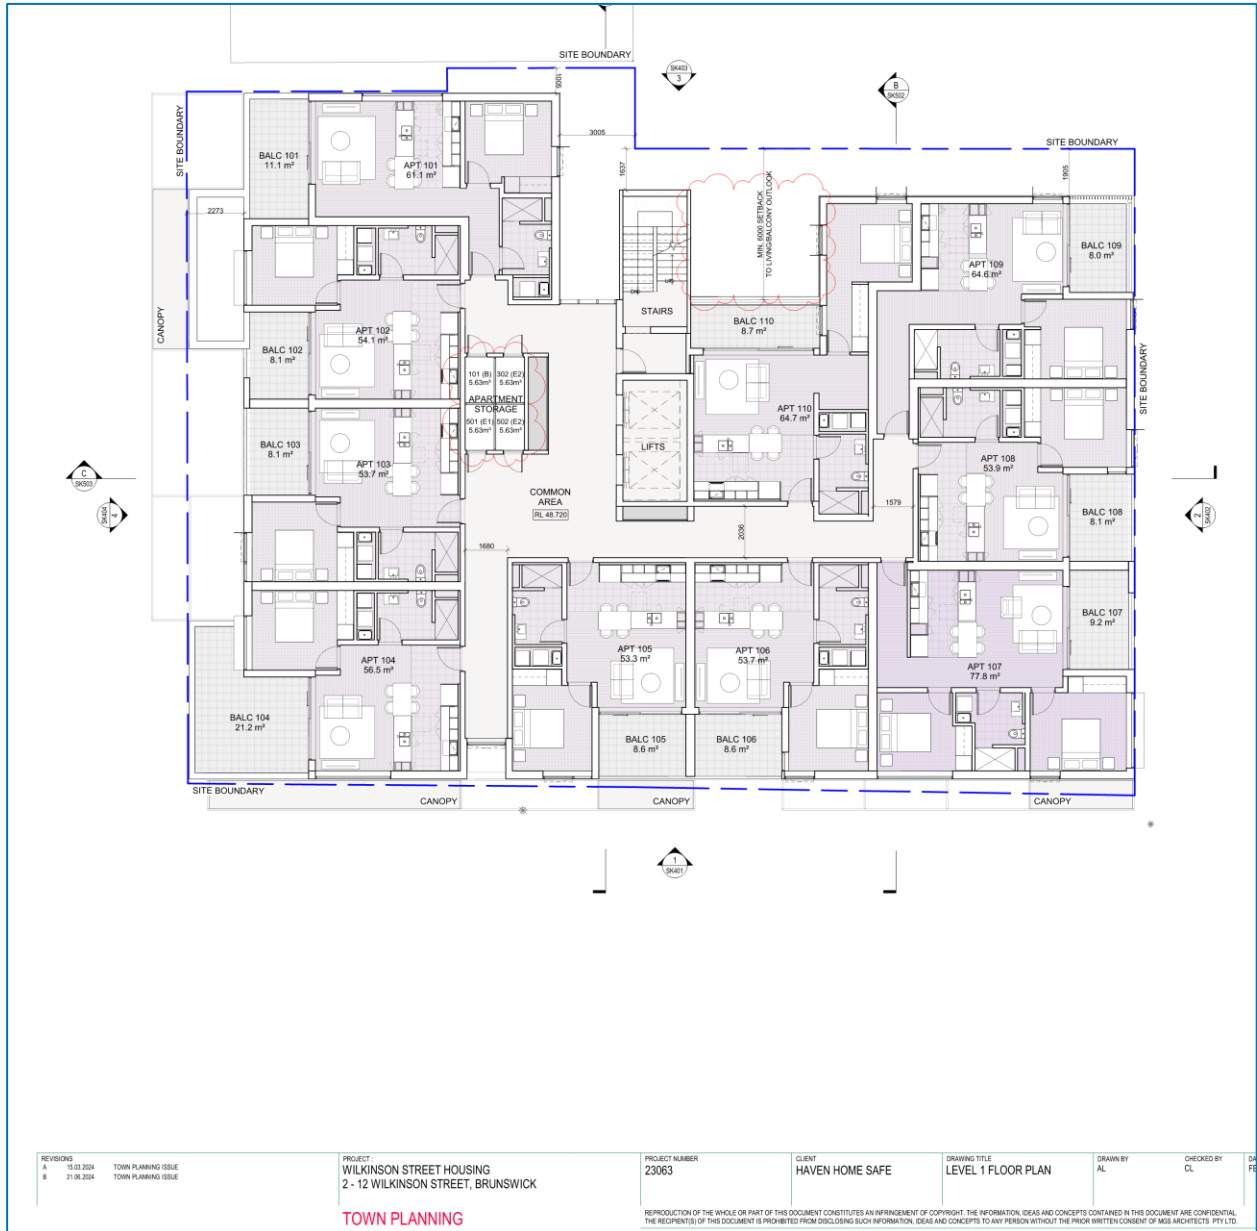 SITE BOUNDARY
SK403
3
B
SK502
SITE BOUNDARY
1005
3005
1637
1905
SITE BOUNDARY
BALC 101
11.1 m²
APT 101
61.1 m²
2273
MIN. 6000 SETBACK
TO LIVING/BALCONY OUTLOOK
APT 109
64.6 m²
BALC 109
8.0 m²
DN
UP
STAIRS
CANOPY
APT 102
54.1 m²
BALC 102
8.1 m²
BALC 110
8.7 m²
SITE BOUNDARY
101 (B)
5.63m²
302 (E2)
5.63m²
APARTMENT
STORAGE
501 (E1)
5.63m²
502 (E2)
5.63m²
APT 110
64.7 m²
LIFTS
BALC 103
8.1 m²
APT 103
53.7 m²
APT 108
53.9 m²
C
SK503
SK404
4
COMMON
AREA
RL 48.720
1579
BALC 108
8.1 m²
2
SK402
1680
2036
BALC 107
9.2 m²
APT 104
56.5 m²
APT 105
53.3 m²
APT 106
53.7 m²
APT 107
77.8 m²
BALC 104
21.2 m²
BALC 105
8.6 m²
BALC 106
8.6 m²
SITE BOUNDARY
CANOPY
CANOPY
CANOPY
1
SK401
REVISIONS
A 15.03.2024 TOWN PLANNING ISSUE
B 21.06.2024 TOWN PLANNING ISSUE
PROJECT :
WILKINSON STREET HOUSING
2 - 12 WILKINSON STREET, BRUNSWICK
TOWN PLANNING
PROJECT NUMBER
23063
CLIENT
HAVEN HOME SAFE
DRAWING TITLE
LEVEL 1 FLOOR PLAN
DRAWN BY
AL
CHECKED BY
CL
DA
FE
REPRODUCTION OF THE WHOLE OR PART OF THIS DOCUMENT CONSTITUTES AN INFRINGEMENT OF COPYRIGHT. THE INFORMATION, IDEAS AND CONCEPTS CONTAINED IN THIS DOCUMENT ARE CONFIDENTIAL.
THE RECIPIENT(S) OF THIS DOCUMENT IS PROHIBITED FROM DISCLOSING SUCH INFORMATION, IDEAS AND CONCEPTS TO ANY PERSON WITHOUT THE PRIOR WRITTEN CONSENT OF MGS ARCHITECTS PTY LTD.